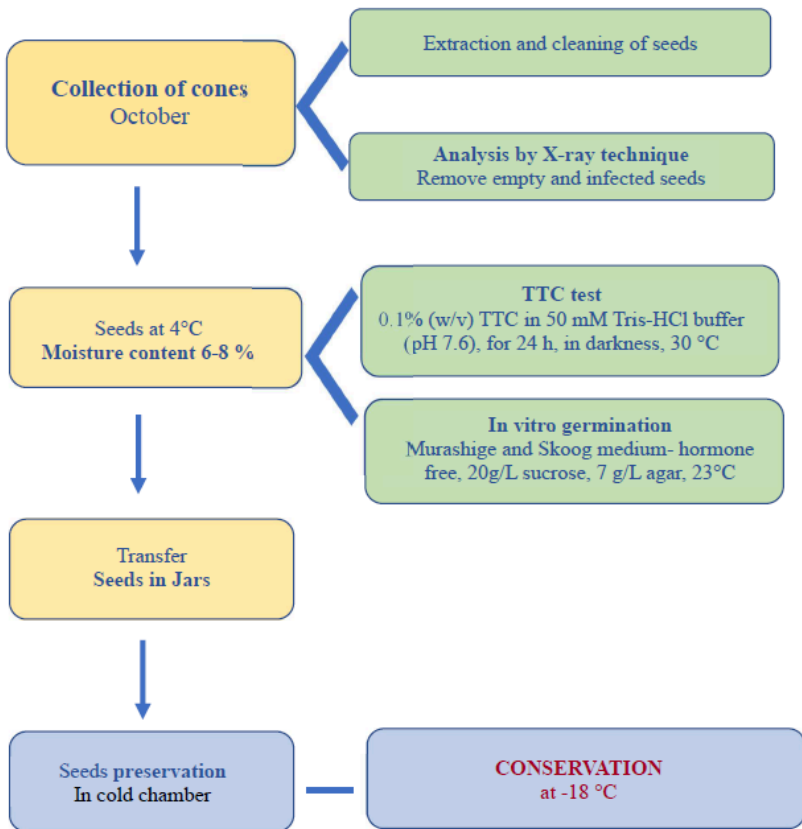 Collection of cones
October
Extraction and cleaning of seeds
Analysis by X-ray technique
Remove empty and infected seeds
Seeds at 4°C
Moisture content 6-8 %
TTC test
0.1% (w/v) TTC in 50 mM Tris-HCl buffer
(pH 7.6), for 24 h, in darkness, 30 °C
In vitro germination
Murashige and Skoog medium- hormone
free, 20g/L sucrose, 7 g/L agar, 23°C
Transfer
Seeds in Jars
Seeds preservation
In cold chamber
CONSERVATION
at -18 °C